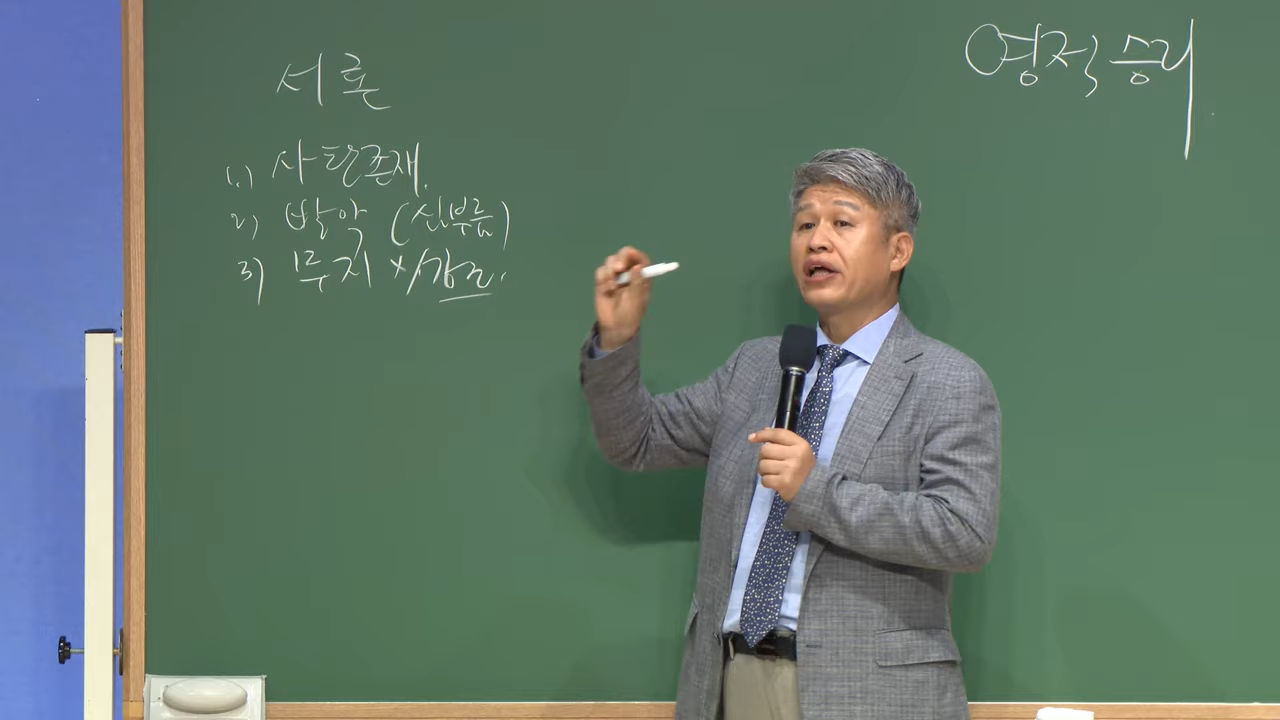 서론
영적승리
1.) 사탄존재.
2) 발악 (심부름)
3) 무지 x/강조.